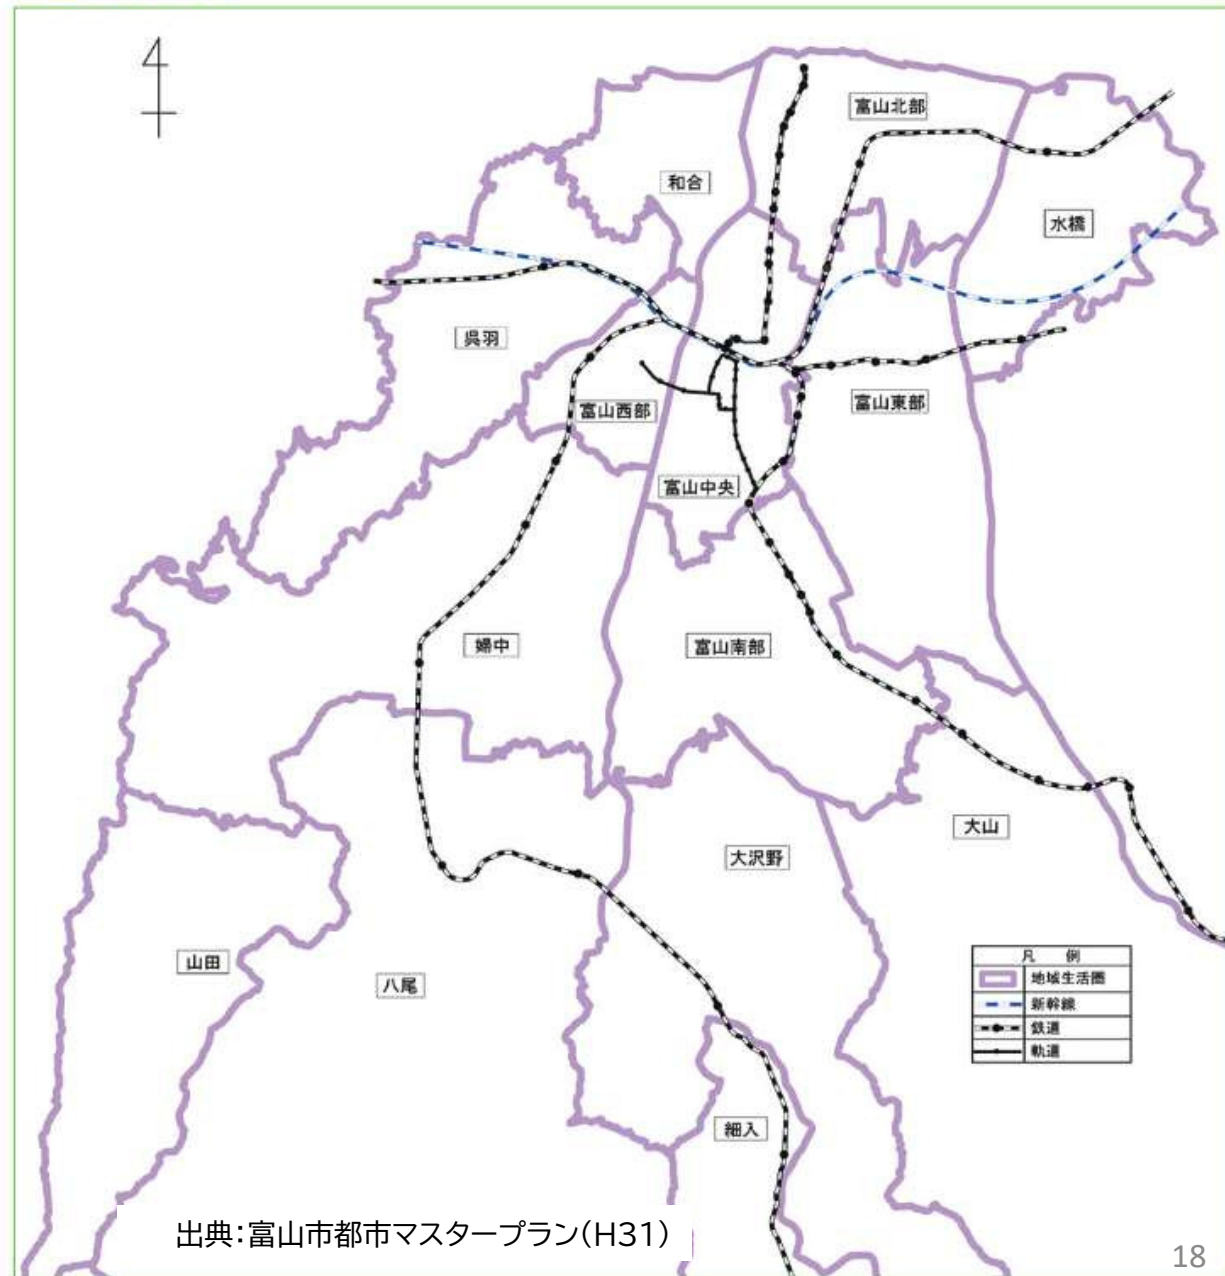 富山北部
和合
水橋
呉羽
富山西部
富山東部
富山中央
婦中
富山南部
大山
大沢野
山田
八尾
凡 例
地域生活圏
新幹線
鉄道
軌道
細入
出典:富山市都市マスタープラン(H31)
18